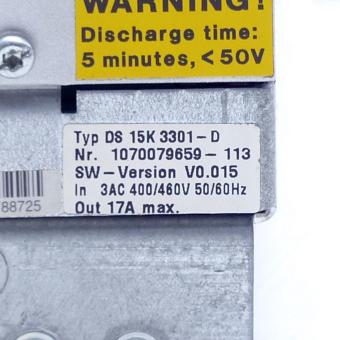 WARNING!
Discharge time:
5 minutes, < 50V
Typ DS 15K 3301-D
Nr. 1070079659-113
SW-Version V0.015
In 3AC 400/460V 50/60Hz
Out 17A max.
88725